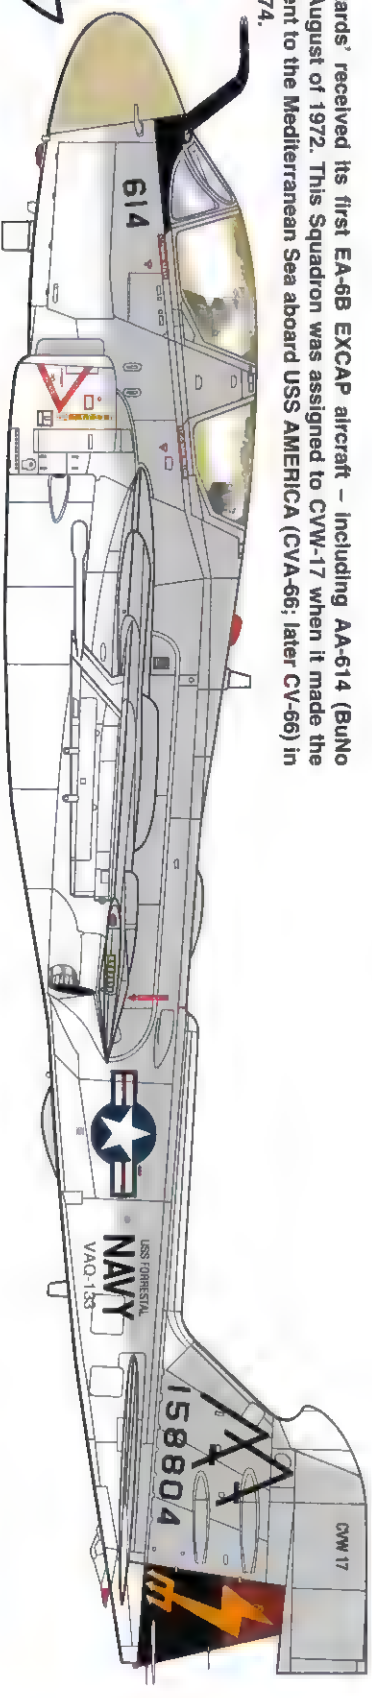 ards' received its first EA-6B EXCAP aircraft – including AA-614 (BuNo
August of 1972. This Squadron was assigned to CVW-17 when it made the
ent to the Mediterranean Sea aboard USS AMERICA (CVA-66; later CV-66) in
74.
614
USS FORRESTAL
NAVY
VAQ-133
158804
AA
CVW 17